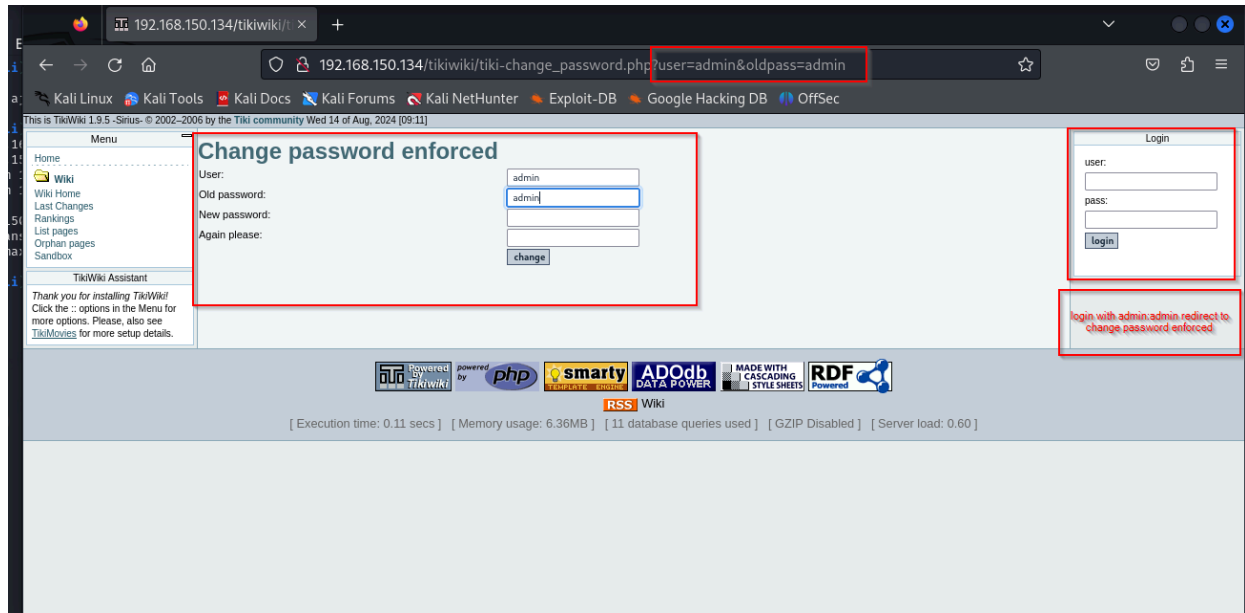 192.168.150.134/tikiwiki/t
192.168.150.134/tikiwiki/tiki-change_password.php?user=admin&oldpass=admin
Kali Linux Kali Tools Kali Docs Kali Forums Kali NetHunter Exploit-DB Google Hacking DB OffSec
This is TikiWiki 1.9.5 -Sirius- © 2002–2006 by the Tiki community Wed 14 of Aug, 2024 [09:11]
Menu
Home
Wiki
Wiki Home
Last Changes
Rankings
List pages
Orphan pages
Sandbox
TikiWiki Assistant
Thank you for installing TikiWiki!
Click the :: options in the Menu for
more options. Please, also see
TikiMovies for more setup details.
Change password enforced
User: admin
Old password: admin
New password:
Again please:
change
Login
user:
pass:
login
login with admin:admin redirect to
change password enforced
Powered by Tikiwiki powered by php smarty TEMPLATE ENGINE ADOdb DATA POWER MADE WITH CASCADING STYLE SHEETS RDF Powered
RSS Wiki
[ Execution time: 0.11 secs ] [ Memory usage: 6.36MB ] [ 11 database queries used ] [ GZIP Disabled ] [ Server load: 0.60 ]